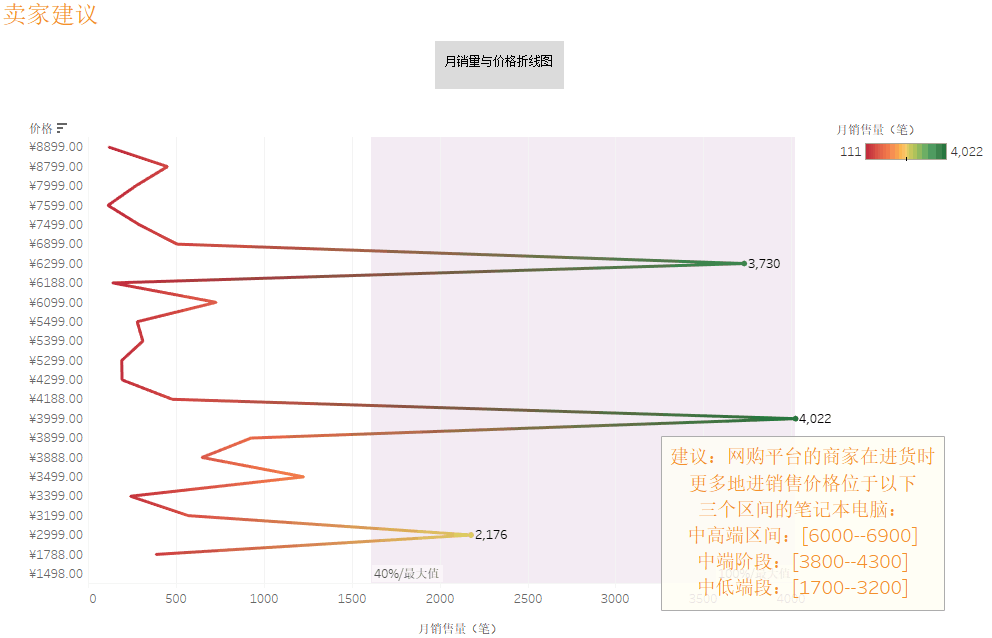 卖家建议
月销量与价格折线图
价格
月销售量（笔）
111
4,022
¥8899.00
¥8799.00
¥7999.00
¥7599.00
¥7499.00
¥6899.00
¥6299.00
3,730
¥6188.00
¥6099.00
¥5499.00
¥5399.00
¥5299.00
¥4299.00
¥4188.00
¥3999.00
4,022
¥3899.00
¥3888.00
¥3499.00
¥3399.00
¥3199.00
¥2999.00
2,176
¥1788.00
¥1498.00
40%/最大值
建议：网购平台的商家在进货时
更多地进销售价格位于以下
三个区间的笔记本电脑：
中高端区间：[6000--6900]
中端阶段：[3800--4300]
中低端段：[1700--3200]
0 500 1000 1500 2000 2500 3000 3500 4000
月销售量（笔）